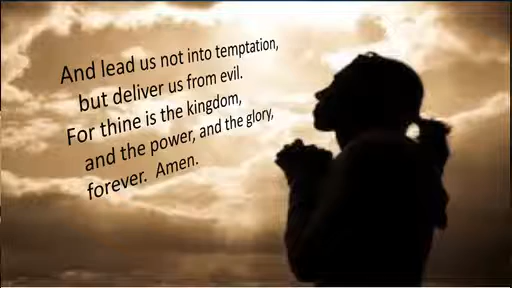 And lead us not into temptation,
but deliver us from evil.
For thine is the kingdom,
and the power, and the glory,
forever.  Amen.